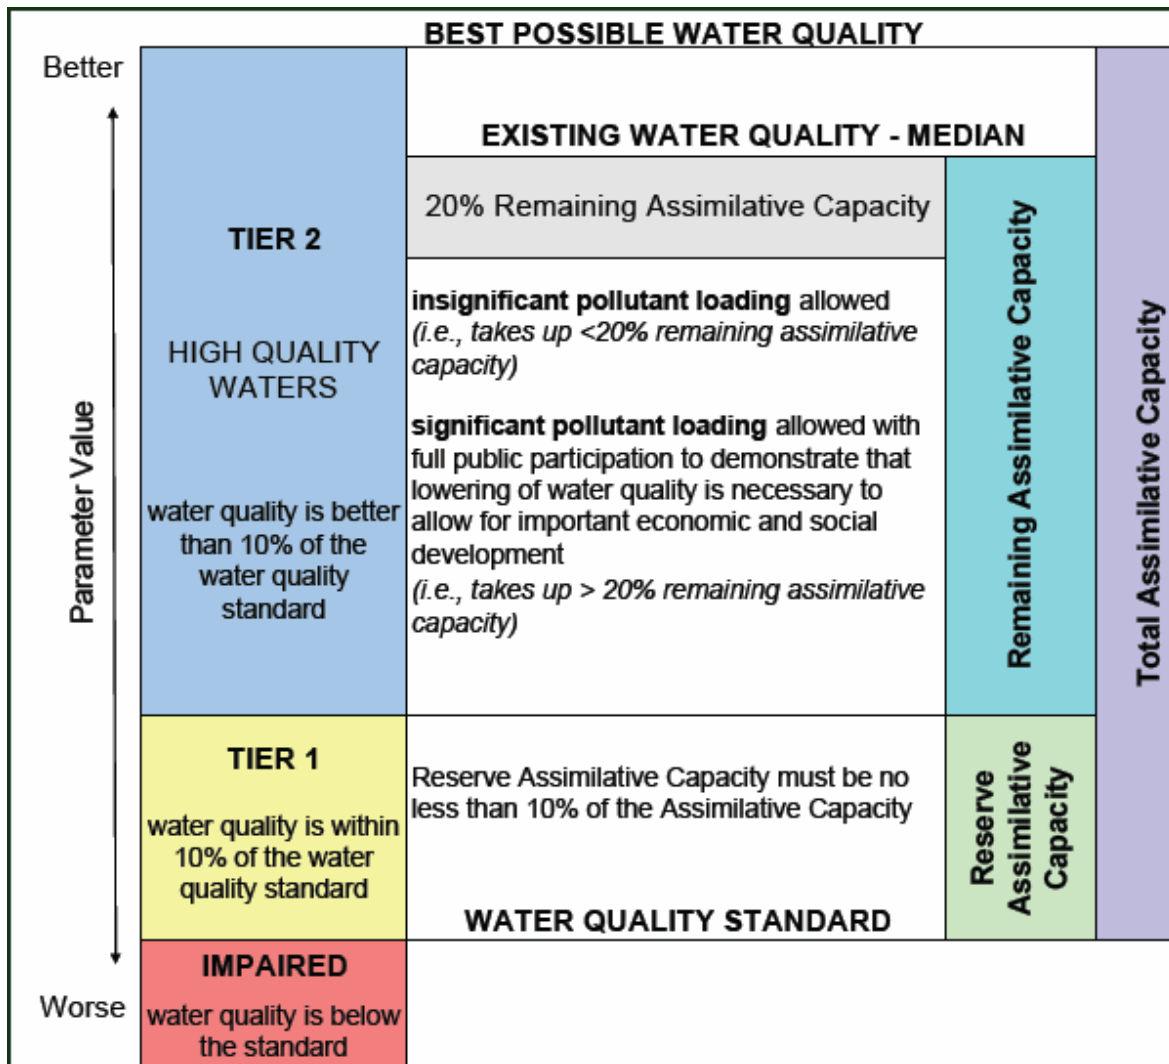 BEST POSSIBLE WATER QUALITY
Better
EXISTING WATER QUALITY - MEDIAN
20% Remaining Assimilative Capacity
TIER 2
HIGH QUALITY
WATERS
water quality is better
than 10% of the
water quality
standard
insignificant pollutant loading allowed
(i.e., takes up <20% remaining assimilative
capacity)
significant pollutant loading allowed with
full public participation to demonstrate that
lowering of water quality is necessary to
allow for important economic and social
development
(i.e., takes up > 20% remaining assimilative
capacity)
Remaining Assimilative Capacity
Total Assimilative Capacity
Parameter Value
TIER 1
water quality is within
10% of the water
quality standard
Reserve Assimilative Capacity must be no
less than 10% of the Assimilative Capacity
Reserve
Assimilative
Capacity
WATER QUALITY STANDARD
IMPAIRED
water quality is below
the standard
Worse